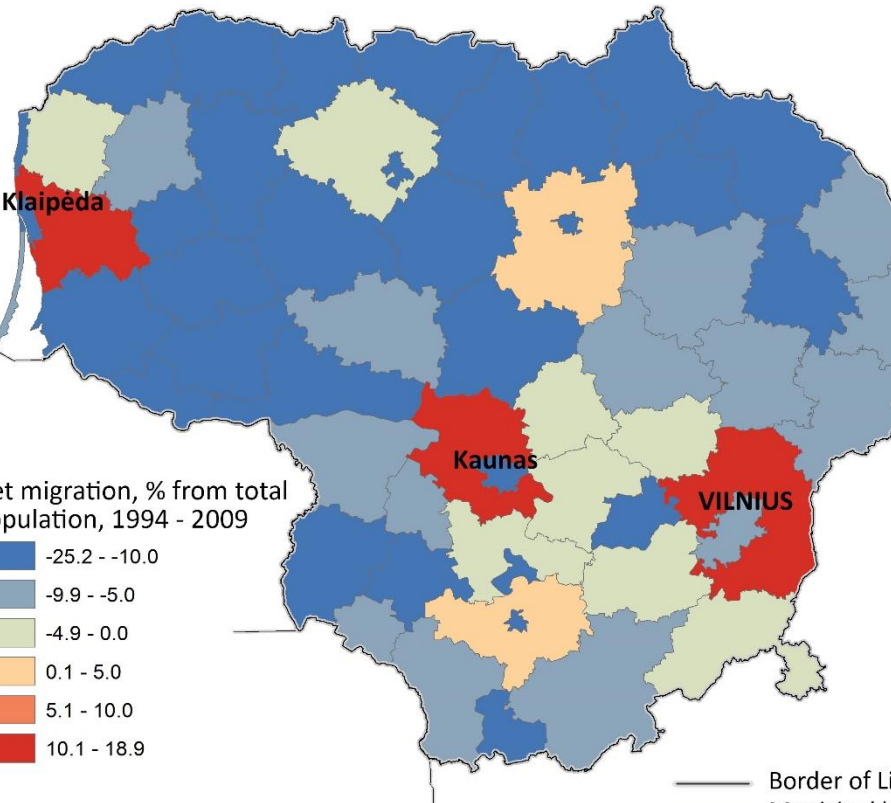 Klaipėda
Kaunas
VILNIUS
et migration, % from total
opulation, 1994 - 2009
-25.2 - -10.0
-9.9 - -5.0
-4.9 - 0.0
0.1 - 5.0
5.1 - 10.0
10.1 - 18.9
Border of Li